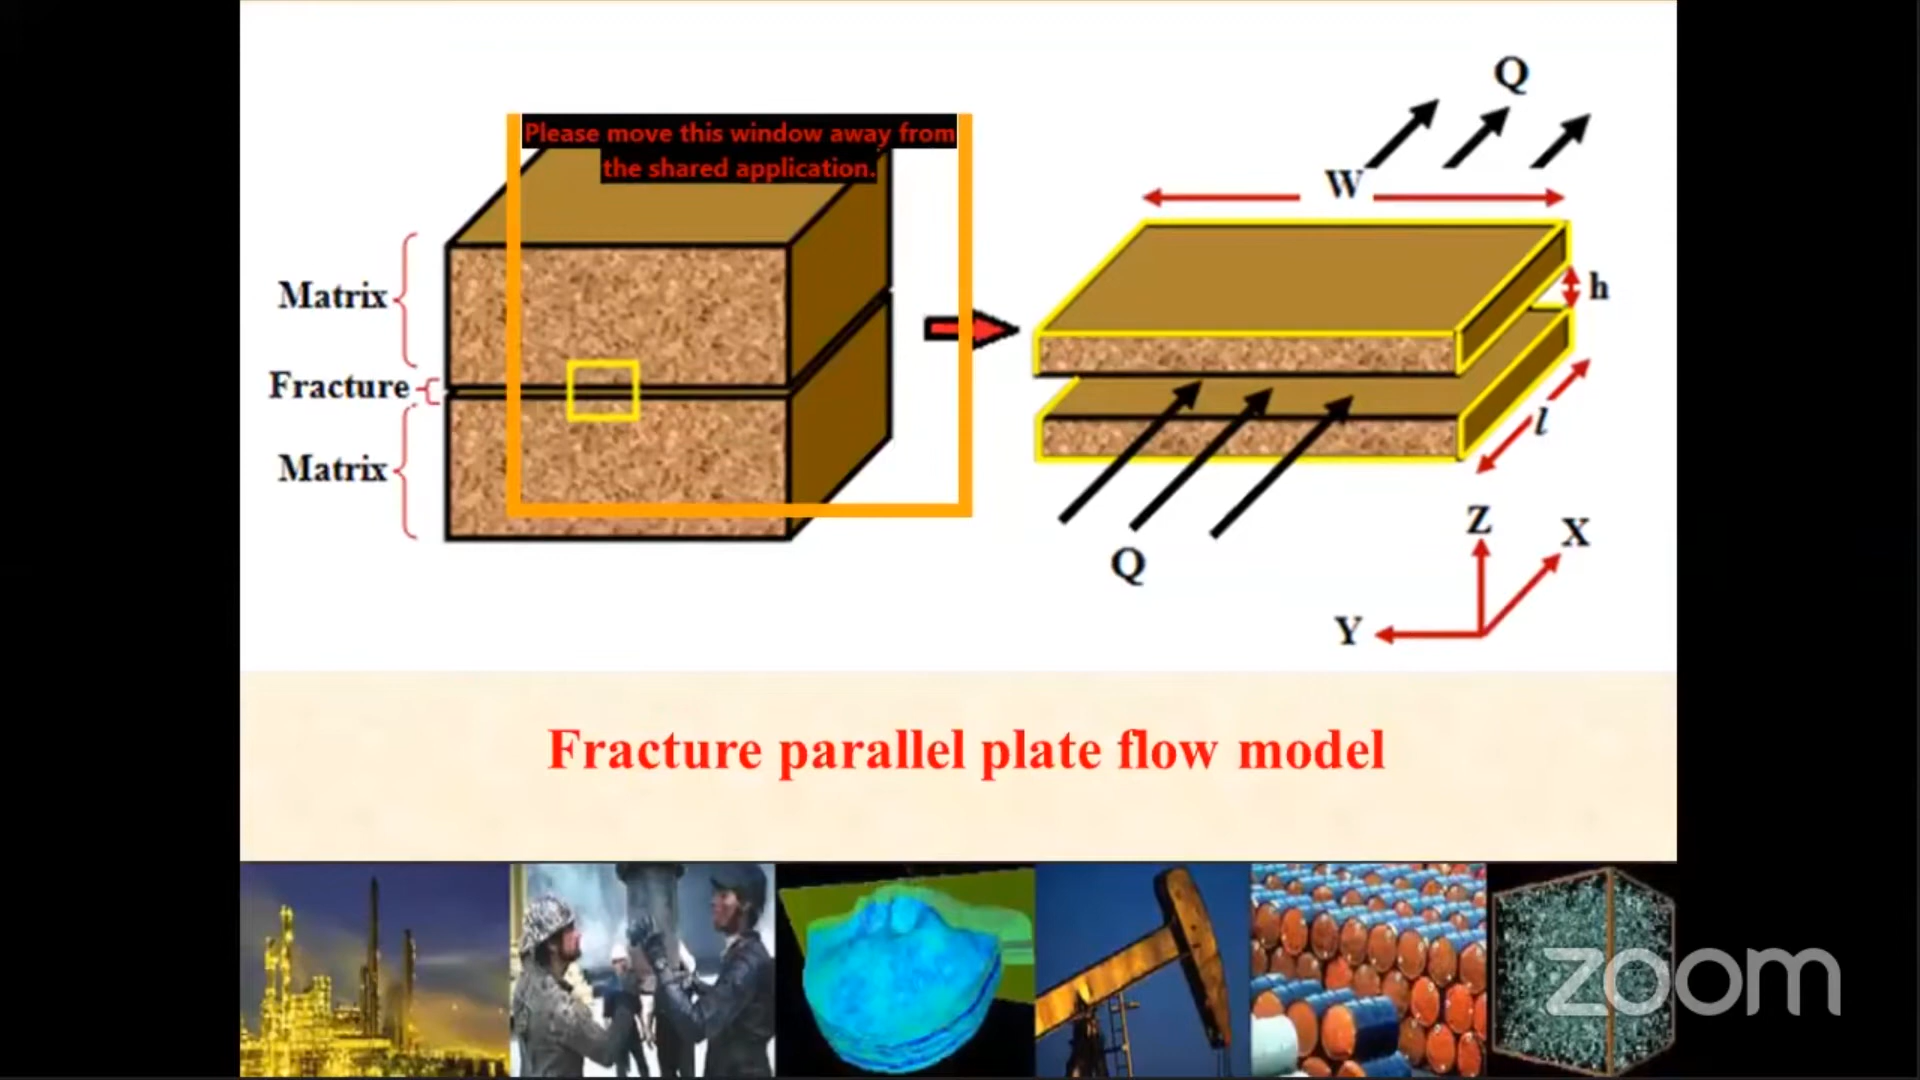 Please move this window away from
the shared application.
Matrix
Fracture
Matrix
Q
W
h
l
Q
Z
X
Y
Fracture parallel plate flow model
zoom